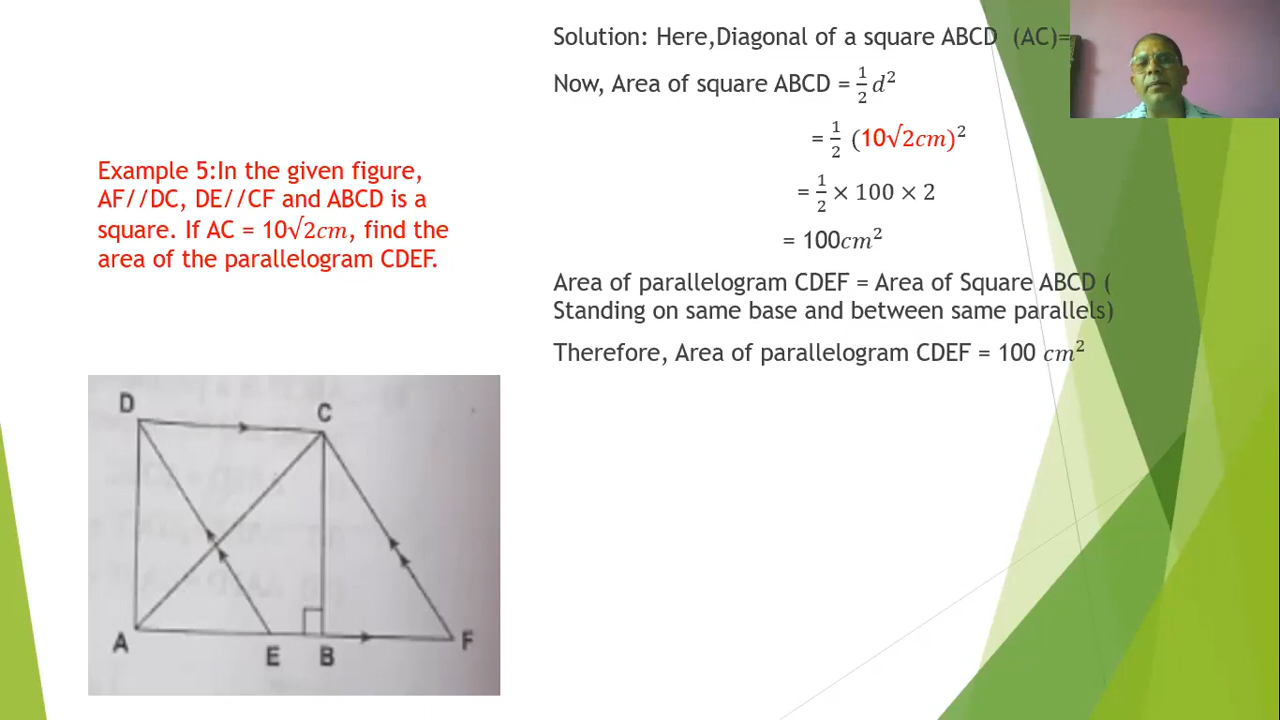 Solution: Here,Diagonal of a square ABCD (AC)=
Now, Area of square ABCD = 1/2 d²
= 1/2 (10√2cm)²
= 1/2 × 100 × 2
= 100cm²
Area of parallelogram CDEF = Area of Square ABCD (
Standing on same base and between same parallels)
Therefore, Area of parallelogram CDEF = 100 cm²
Example 5:In the given figure,
AF//DC, DE//CF and ABCD is a
square. If AC = 10√2cm, find the
area of the parallelogram CDEF.
D C
A E B F